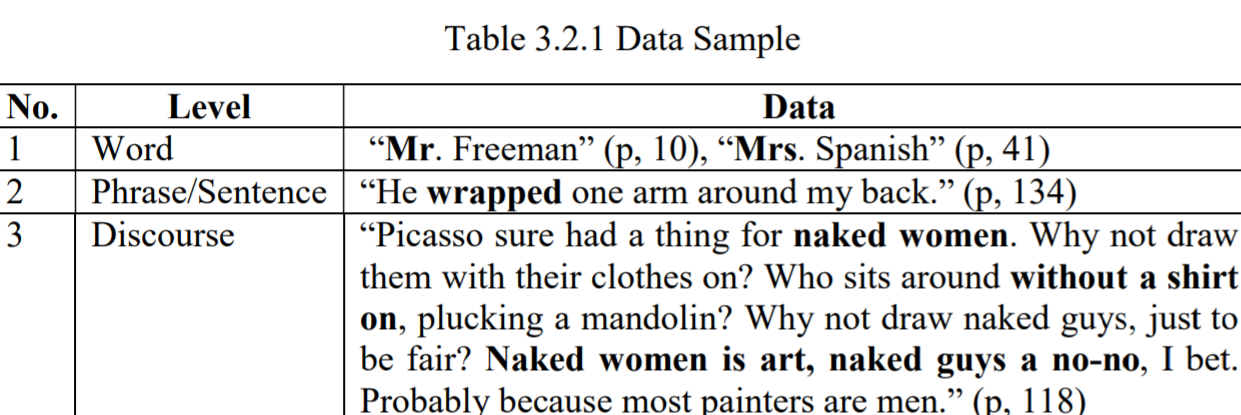 Table 3.2.1 Data Sample
No. Level Data
1 Word “Mr. Freeman” (p, 10), “Mrs. Spanish” (p, 41)
2 Phrase/Sentence “He wrapped one arm around my back.” (p, 134)
3 Discourse “Picasso sure had a thing for naked women. Why not draw
them with their clothes on? Who sits around without a shirt
on, plucking a mandolin? Why not draw naked guys, just to
be fair? Naked women is art, naked guys a no-no, I bet.
Probably because most painters are men.” (p, 118)